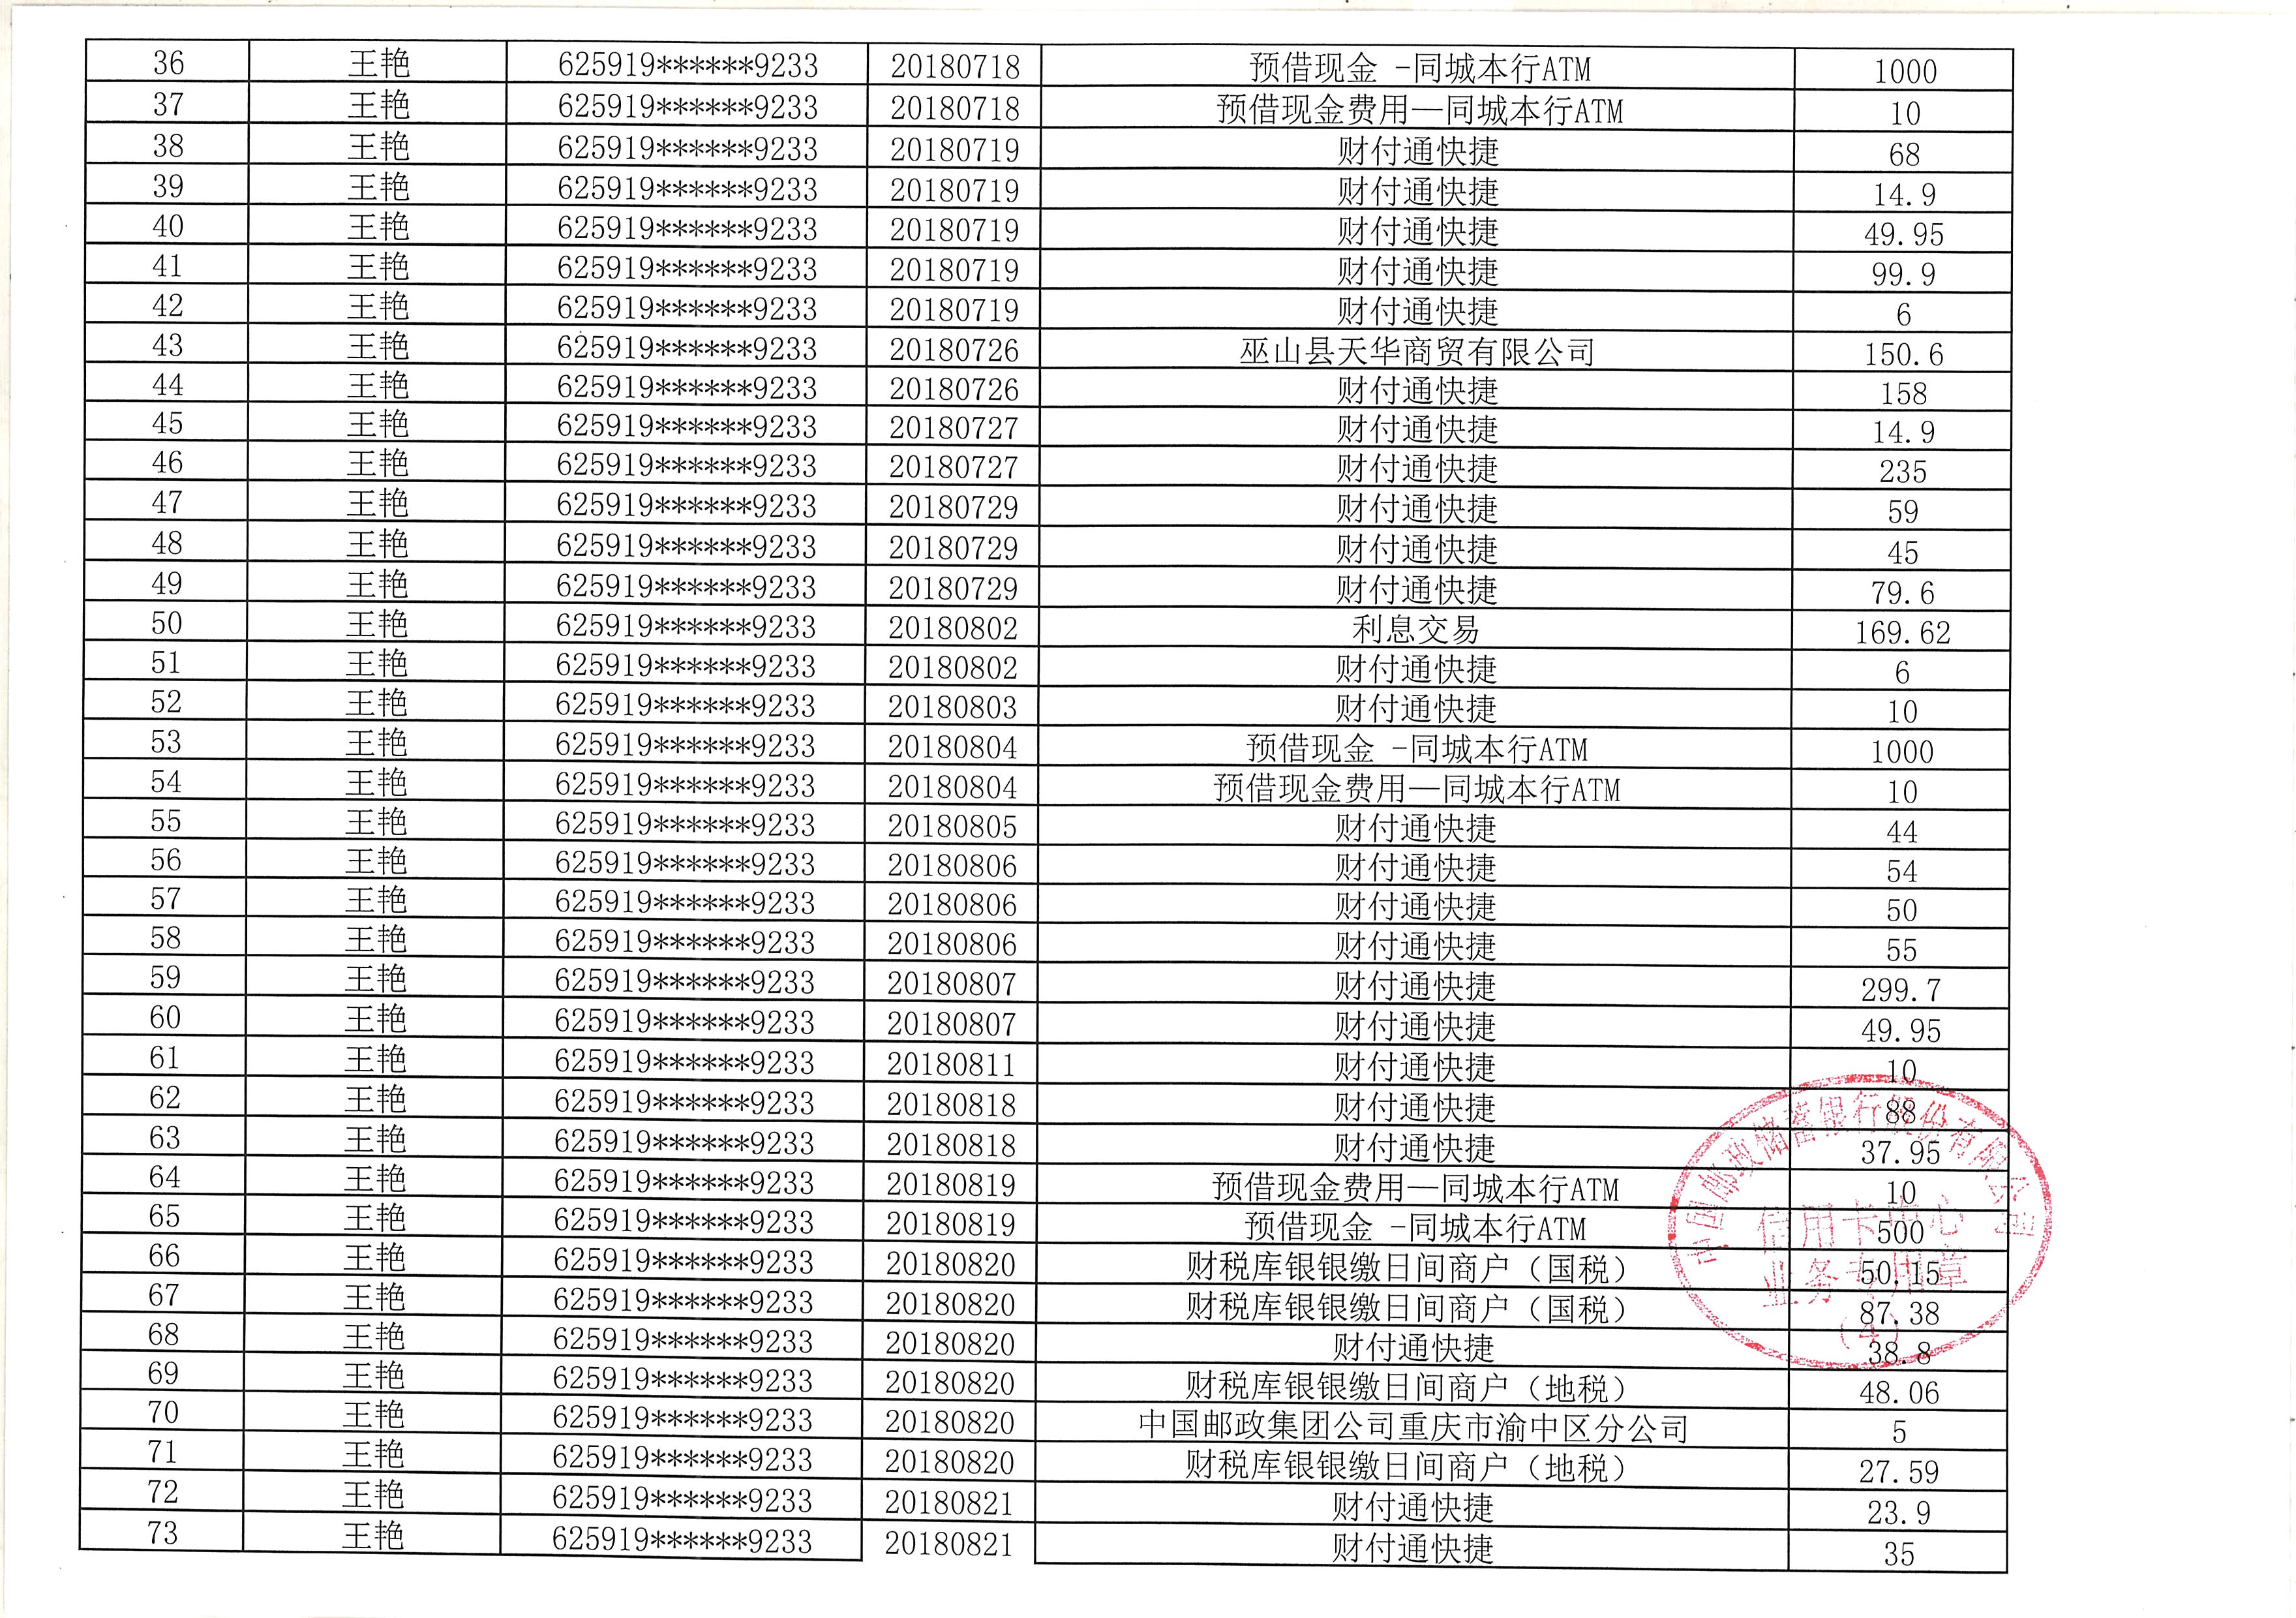 36 王艳 625919******9233 20180718 预借现金 -同城本行ATM 1000
37 王艳 625919******9233 20180718 预借现金费用—同城本行ATM 10
38 王艳 625919******9233 20180719 财付通快捷 68
39 王艳 625919******9233 20180719 财付通快捷 14.9
40 王艳 625919******9233 20180719 财付通快捷 49.95
41 王艳 625919******9233 20180719 财付通快捷 99.9
42 王艳 625919******9233 20180719 财付通快捷 6
43 王艳 625919******9233 20180726 巫山县天华商贸有限公司 150.6
44 王艳 625919******9233 20180726 财付通快捷 158
45 王艳 625919******9233 20180727 财付通快捷 14.9
46 王艳 625919******9233 20180727 财付通快捷 235
47 王艳 625919******9233 20180729 财付通快捷 59
48 王艳 625919******9233 20180729 财付通快捷 45
49 王艳 625919******9233 20180729 财付通快捷 79.6
50 王艳 625919******9233 20180802 利息交易 169.62
51 王艳 625919******9233 20180802 财付通快捷 6
52 王艳 625919******9233 20180803 财付通快捷 10
53 王艳 625919******9233 20180804 预借现金 -同城本行ATM 1000
54 王艳 625919******9233 20180804 预借现金费用—同城本行ATM 10
55 王艳 625919******9233 20180805 财付通快捷 44
56 王艳 625919******9233 20180806 财付通快捷 54
57 王艳 625919******9233 20180806 财付通快捷 50
58 王艳 625919******9233 20180806 财付通快捷 55
59 王艳 625919******9233 20180807 财付通快捷 299.7
60 王艳 625919******9233 20180807 财付通快捷 49.95
61 王艳 625919******9233 20180811 财付通快捷 10
62 王艳 625919******9233 20180818 财付通快捷 88
63 王艳 625919******9233 20180818 财付通快捷 37.95
64 王艳 625919******9233 20180819 预借现金费用—同城本行ATM 10
65 王艳 625919******9233 20180819 预借现金 -同城本行ATM 500
66 王艳 625919******9233 20180820 财税库银银缴日间商户（国税） 50.15
67 王艳 625919******9233 20180820 财税库银银缴日间商户（国税） 87.38
68 王艳 625919******9233 20180820 财付通快捷 38.8
69 王艳 625919******9233 20180820 财税库银银缴日间商户（地税） 48.06
70 王艳 625919******9233 20180820 中国邮政集团公司重庆市渝中区分公司 5
71 王艳 625919******9233 20180820 财税库银银缴日间商户（地税） 27.59
72 王艳 625919******9233 20180821 财付通快捷 23.9
73 王艳 625919******9233 20180821 财付通快捷 35
中国邮政储蓄银行股份有限公司
信用卡中心
业务专用章
(4)